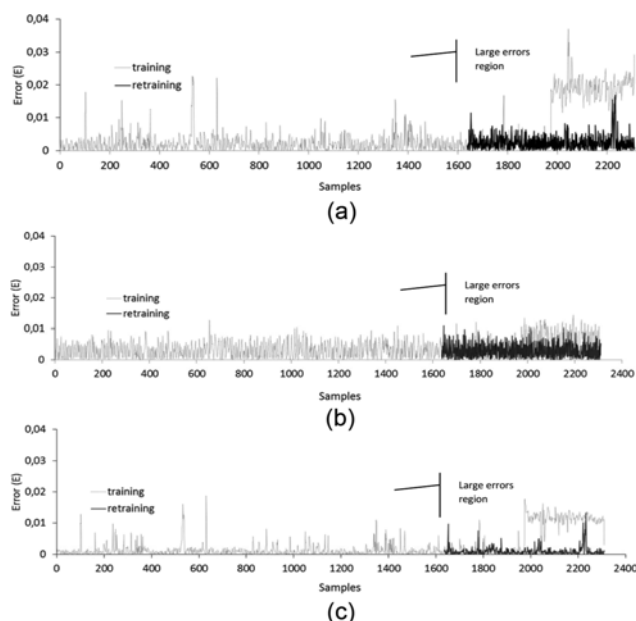 0,04
Error (E)
0,03
0,02
0,01
0
training
retraining
Large errors
region
0 200 400 600 800 1000 1200 1400 1600 1800 2000 2200
Samples
(a)
0,04
Error (E)
0,03
0,02
0,01
0
training
retraining
Large errors
region
0 200 400 600 800 1000 1200 1400 1600 1800 2000 2200 2400
Samples
(b)
0,04
Error (E)
0,03
0,02
0,01
0
training
retraining
Large errors
region
0 200 400 600 800 1000 1200 1400 1600 1800 2000 2200 2400
Samples
(c)